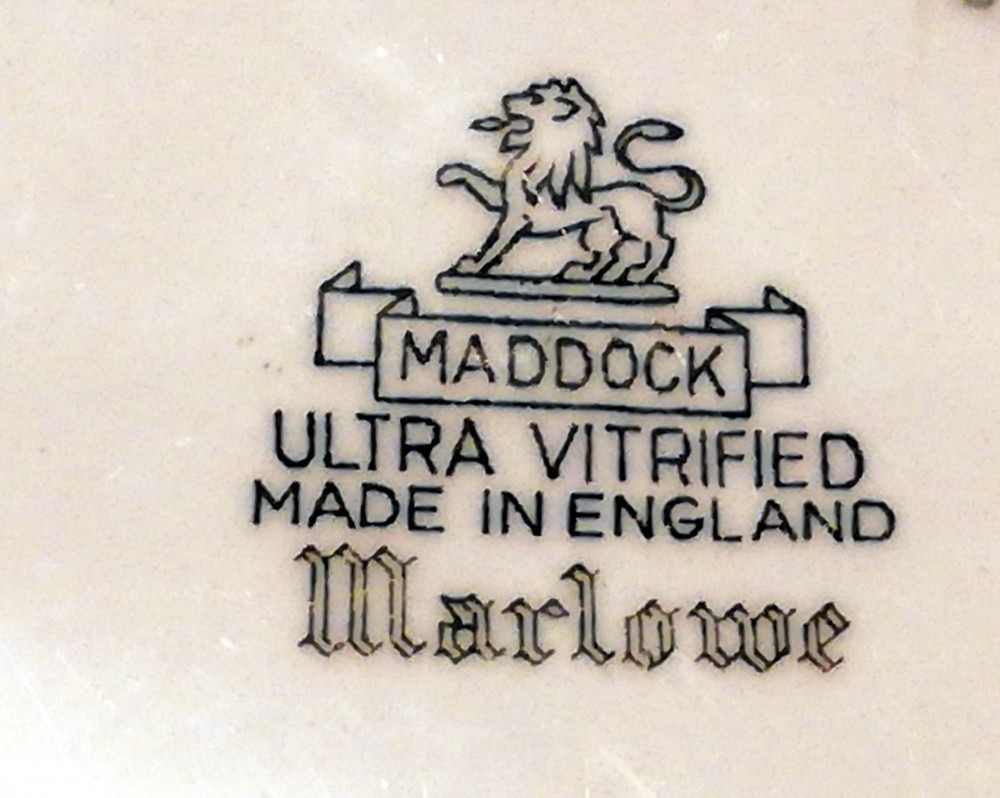 MADDOCK
ULTRA VITRIFIED
MADE IN ENGLAND
Marlowe